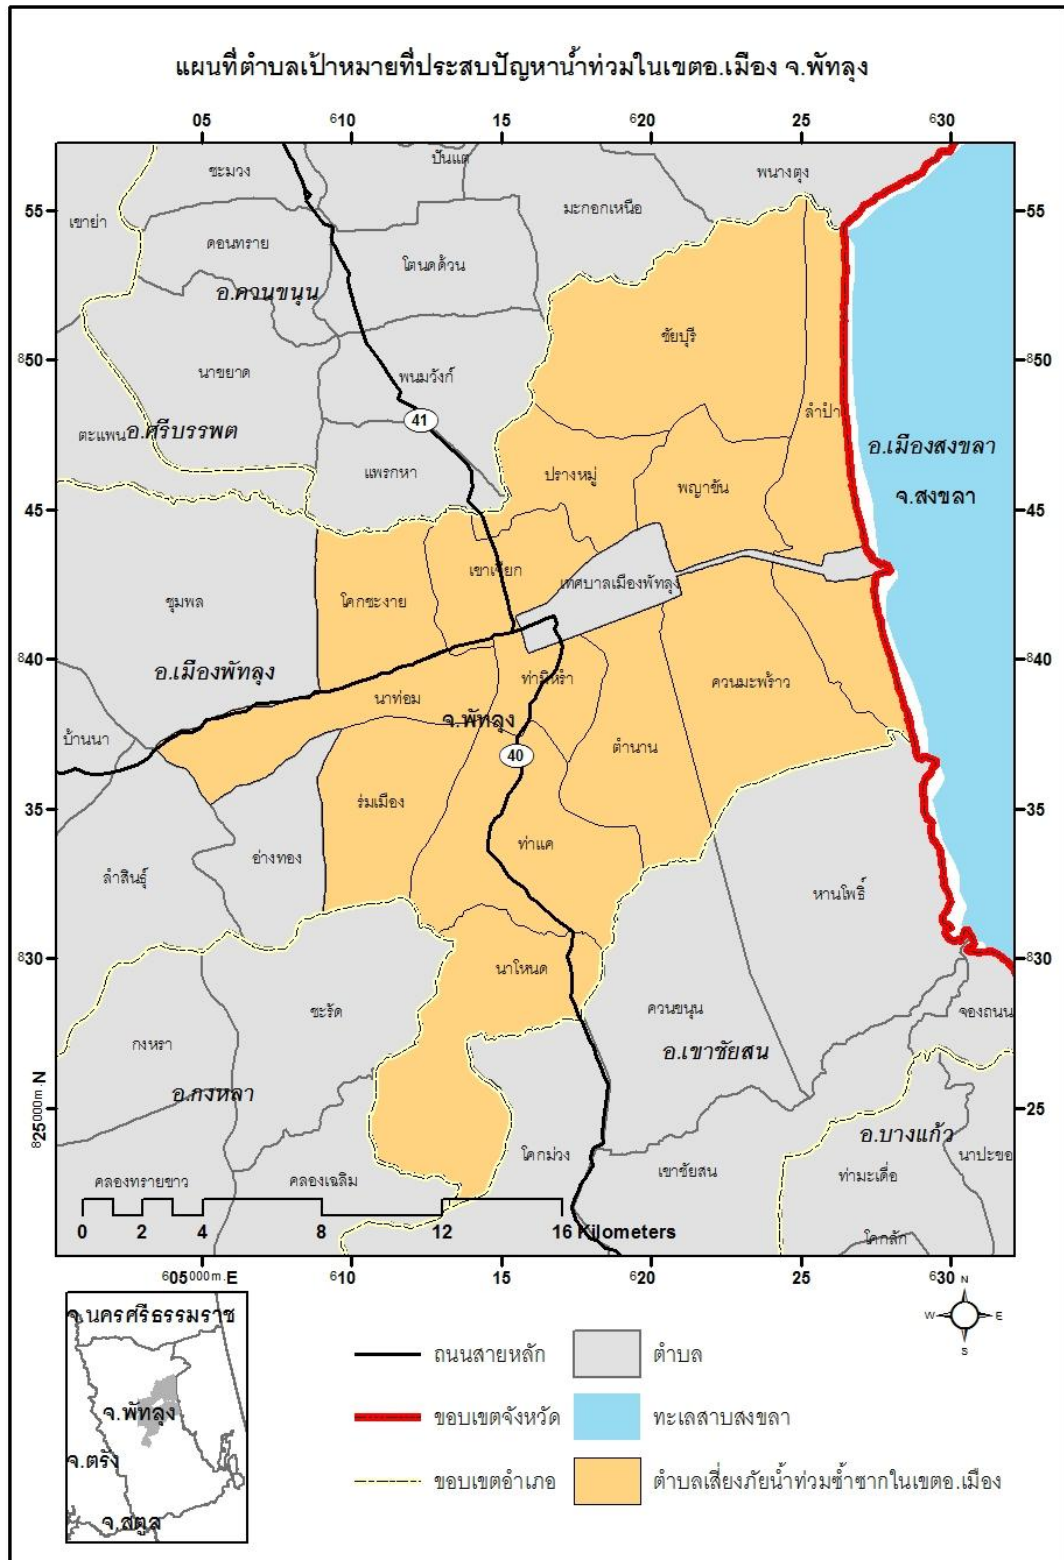 แผนที่ตำบลเป้าหมายที่ประสบปัญหาน้ำท่วมในเขตอ.เมือง จ.พัทลุง
05 ⁶10 15 ⁶20 25 ⁶30
ปันแต
ชะมวง
พนางตุง
มะกอกเหนือ
55
55
เขาย่า
ดอนทราย
โตนดด้วน
อ.ควนขนุน
ชัยบุรี
⁸50
⁸50
นาขยาด
พนมวังก์
ลำปำ
41
ตะแพน
อ.ศรีบรรพต
อ.เมืองสงขลา
แพรกหา
ปรางหมู่
พญาขัน
จ.สงขลา
45
45
เขาเจียก
เทศบาลเมืองพัทลุง
ชุมพล
โคกชะงาย
⁸40
⁸40
อ.เมืองพัทลุง
ท่ามิหรำ
ควนมะพร้าว
นาท่อม
จ.พัทลุง
บ้านนา
ตำนาน
40
35
35
ร่มเมือง
ท่าแค
อ่างทอง
ลำสินธุ์
หานโพธิ์
⁸30
⁸30
นาโหนด
ชะรัด
ควนขนุน
จองถนน
กงหรา
อ.เขาชัยสน
อ.กงหลา
⁸25⁰⁰⁰ᵐ·N
25
อ.บางแก้ว
โคกม่วง
นาปะขอ
เขาชัยสน
ท่ามะเดื่อ
คลองทรายขาว
คลองเฉลิม
โคกสัก
0 2 4 8 12 16 Kilometers
⁶05⁰⁰⁰ᵐ·E ⁶10 15 ⁶20 25 ⁶30
N
W E
S
จ.นครศรีธรรมราช
จ.พัทลุง
จ.ตรัง
จ.สตูล
ถนนสายหลัก
ตำบล
ขอบเขตจังหวัด
ทะเลสาบสงขลา
ขอบเขตอำเภอ
ตำบลเสี่ยงภัยน้ำท่วมซ้ำซากในเขตอ.เมือง